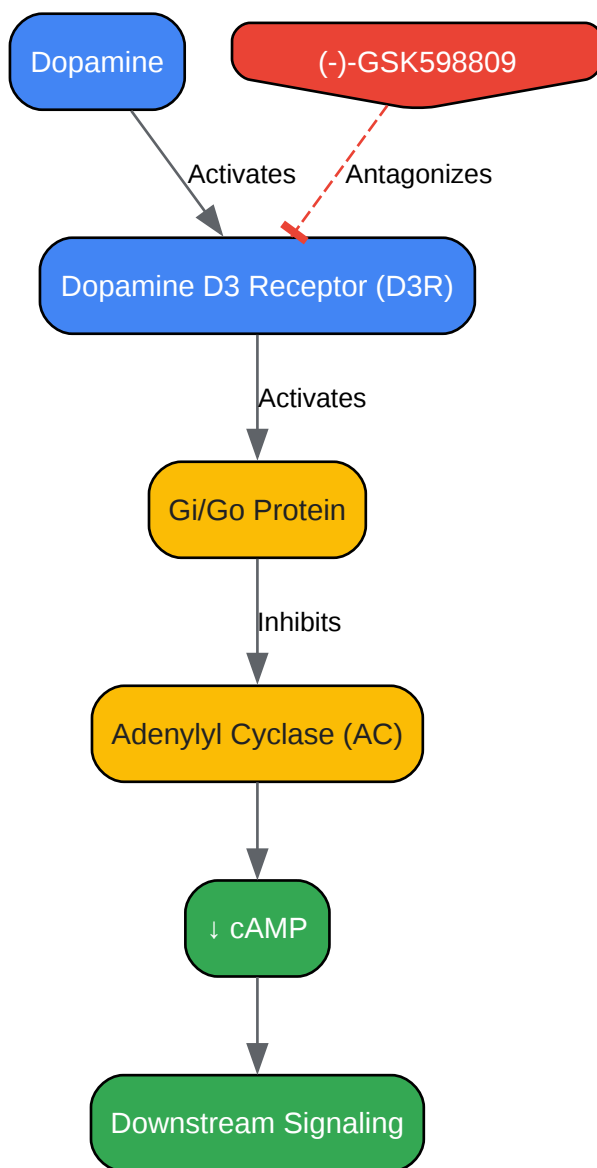 Dopamine
(-)-GSK598809
Activates
Antagonizes
Dopamine D3 Receptor (D3R)
Activates
Gi/Go Protein
Inhibits
Adenylyl Cyclase (AC)
↓ cAMP
Downstream Signaling